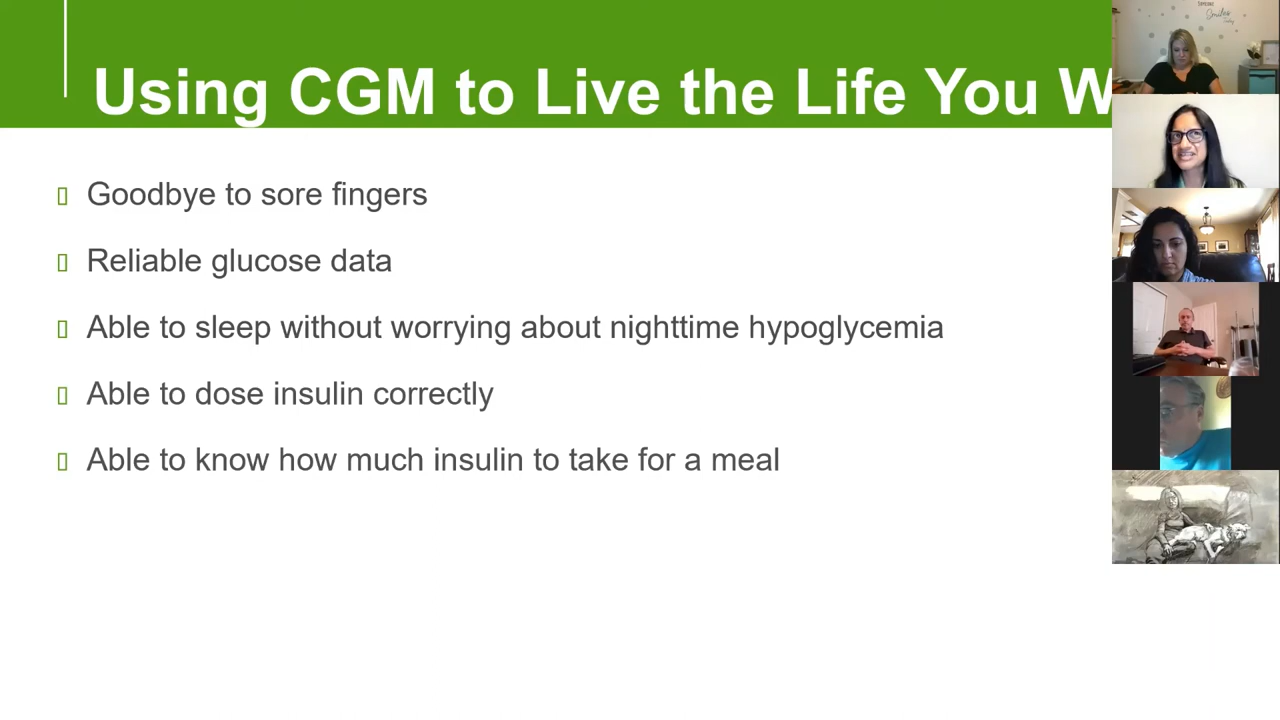 Using CGM to Live the Life You W
Goodbye to sore fingers
Reliable glucose data
Able to sleep without worrying about nighttime hypoglycemia
Able to dose insulin correctly
Able to know how much insulin to take for a meal
Smiles